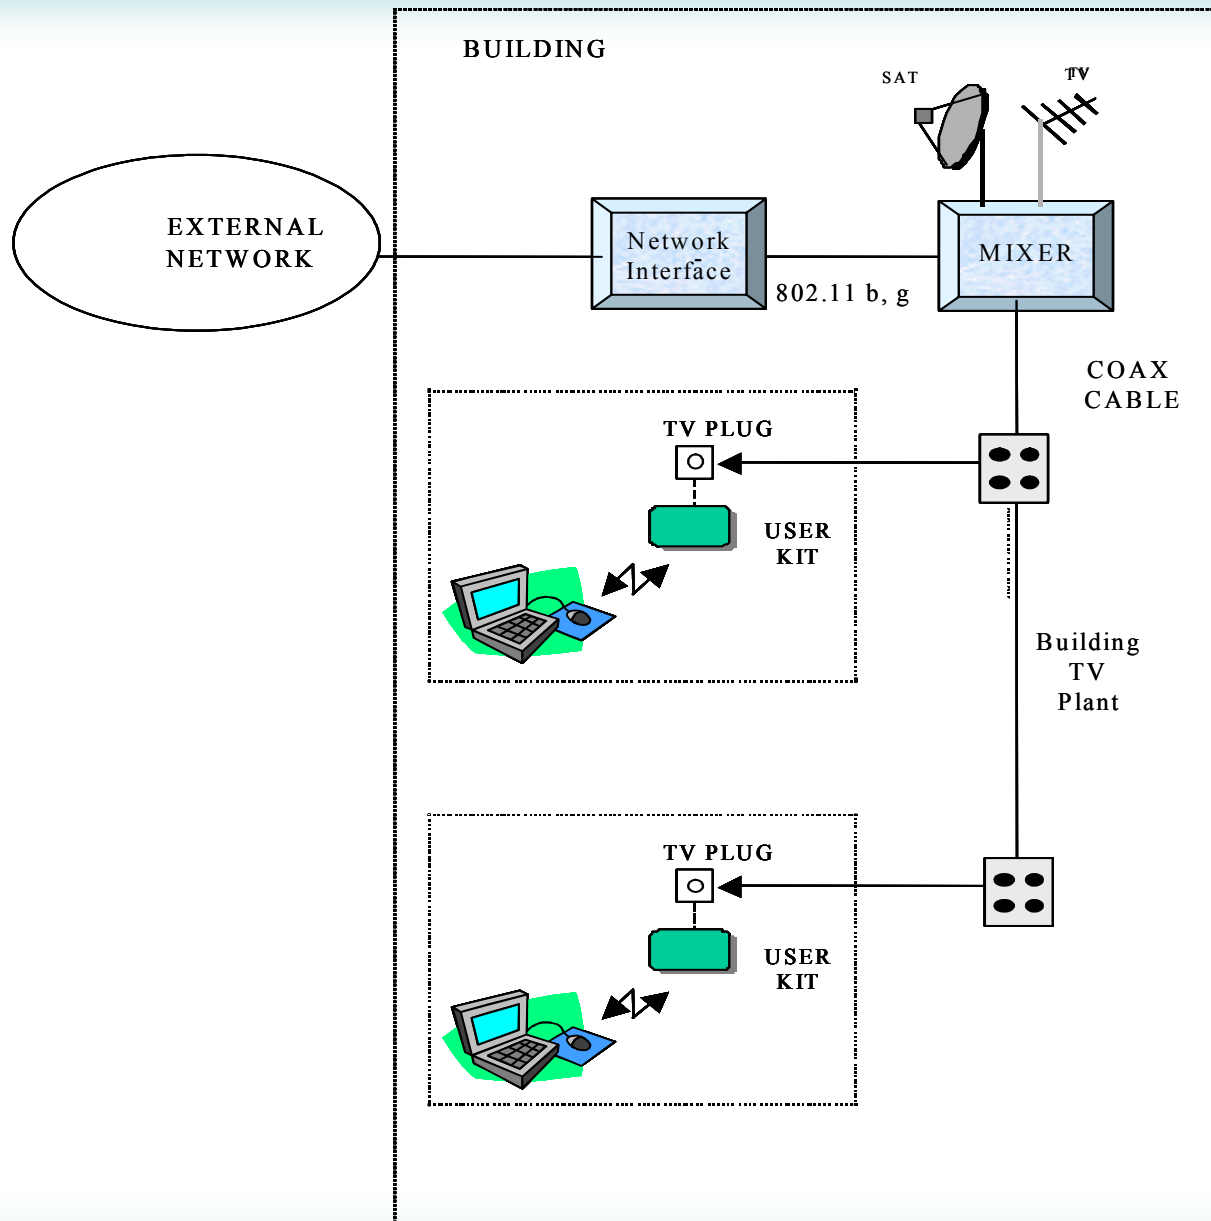 BUILDING
SAT
TV
EXTERNAL
NETWORK
Network
Interface
MIXER
802.11 b, g
COAX
CABLE
TV PLUG
USER
KIT
Building
TV
Plant
TV PLUG
USER
KIT